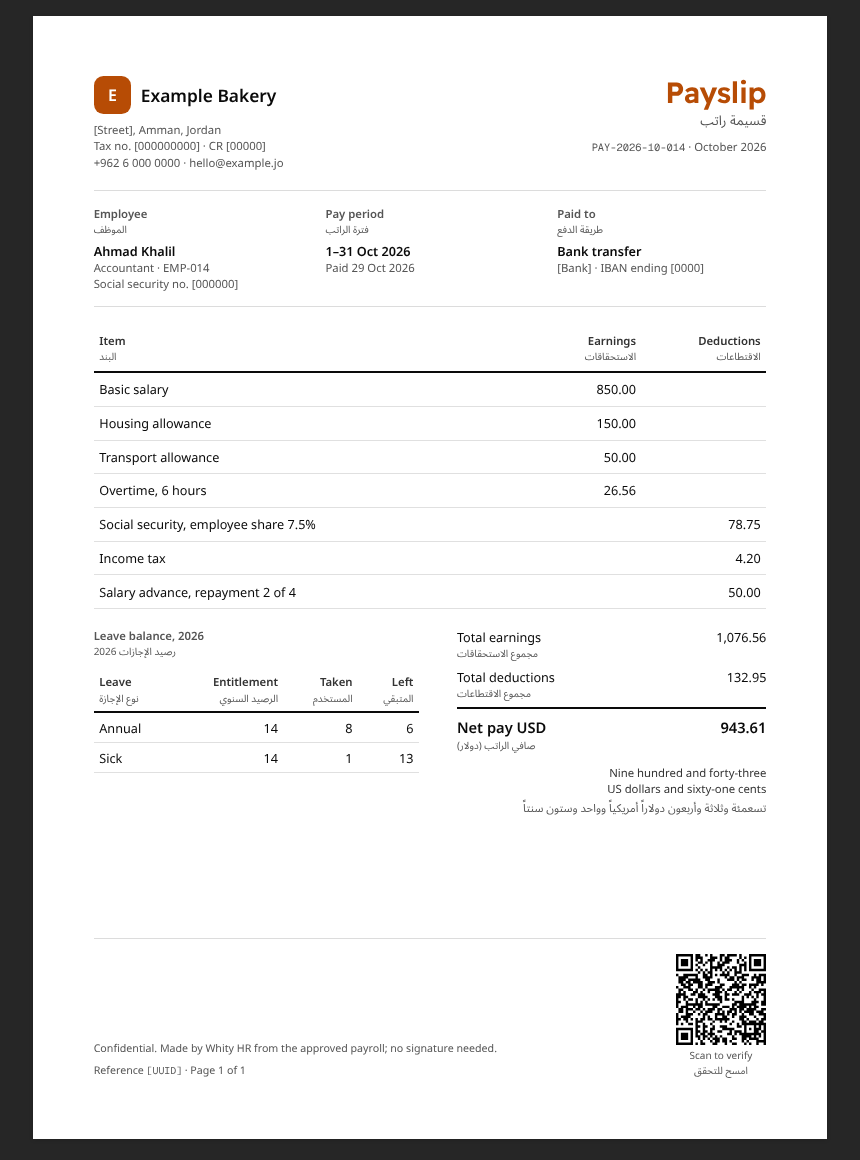 E
Example Bakery
[Street], Amman, Jordan
Tax no. [000000000] · CR [00000]
+962 6 000 0000 · hello@example.jo
Payslip
قسيمة راتب
PAY-2026-10-014 · October 2026
Employee
الموظف
Ahmad Khalil
Accountant · EMP-014
Social security no. [000000]
Pay period
فترة الراتب
1–31 Oct 2026
Paid 29 Oct 2026
Paid to
طريقة الدفع
Bank transfer
[Bank] · IBAN ending [0000]
Item Earnings Deductions
البند الاستحقاقات الاقتطاعات
Basic salary 850.00
Housing allowance 150.00
Transport allowance 50.00
Overtime, 6 hours 26.56
Social security, employee share 7.5% 78.75
Income tax 4.20
Salary advance, repayment 2 of 4 50.00
Leave balance, 2026
رصيد الإجازات 2026
Leave Entitlement Taken Left
نوع الإجازة الرصيد السنوي المستخدم المتبقي
Annual 14 8 6
Sick 14 1 13
Total earnings 1,076.56
مجموع الاستحقاقات
Total deductions 132.95
مجموع الاقتطاعات
Net pay USD 943.61
صافي الراتب (دولار)
Nine hundred and forty-three
US dollars and sixty-one cents
تسعمئة وثلاثة وأربعون دولاراً أمريكياً وواحد وستون سنتاً
Confidential. Made by Whity HR from the approved payroll; no signature needed.
Reference [UUID] · Page 1 of 1
Scan to verify
امسح للتحقق